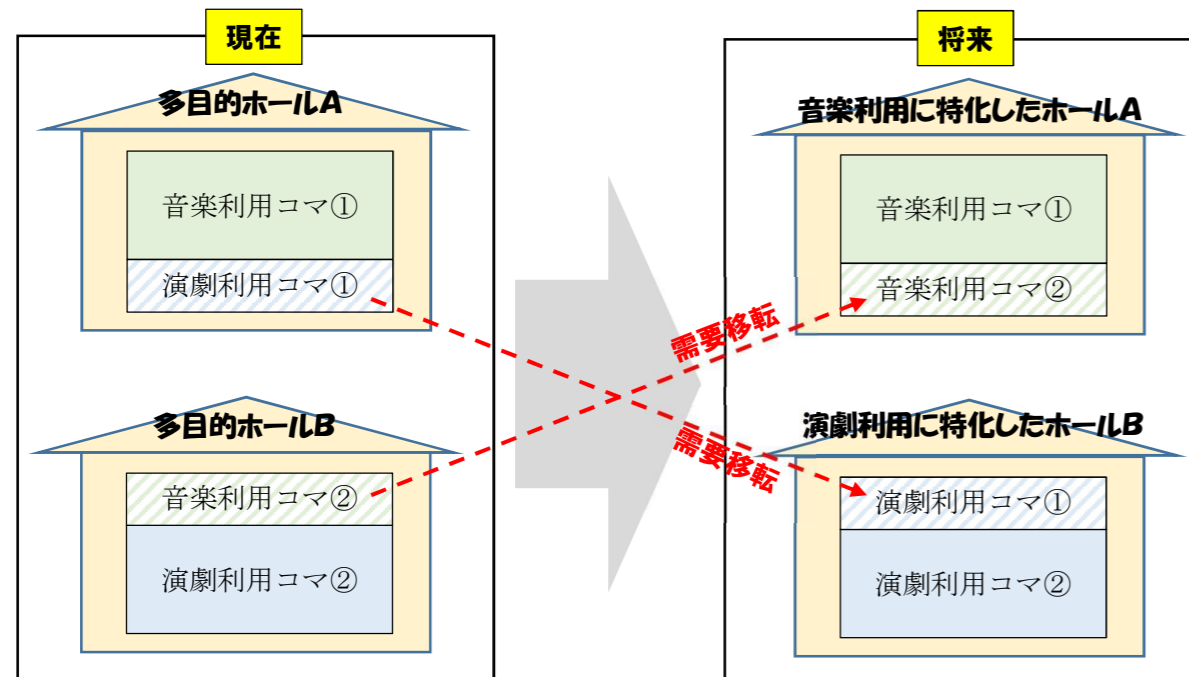 現在
多目的ホールA
音楽利用コマ①
演劇利用コマ①
多目的ホールB
音楽利用コマ②
演劇利用コマ②
需要移転
需要移転
将来
音楽利用に特化したホールA
音楽利用コマ①
音楽利用コマ②
演劇利用に特化したホールB
演劇利用コマ①
演劇利用コマ②